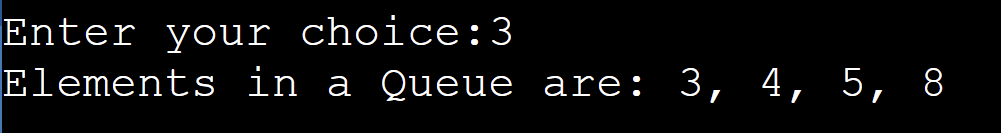 Enter your choice:3
Elements in a Queue are: 3, 4, 5, 8